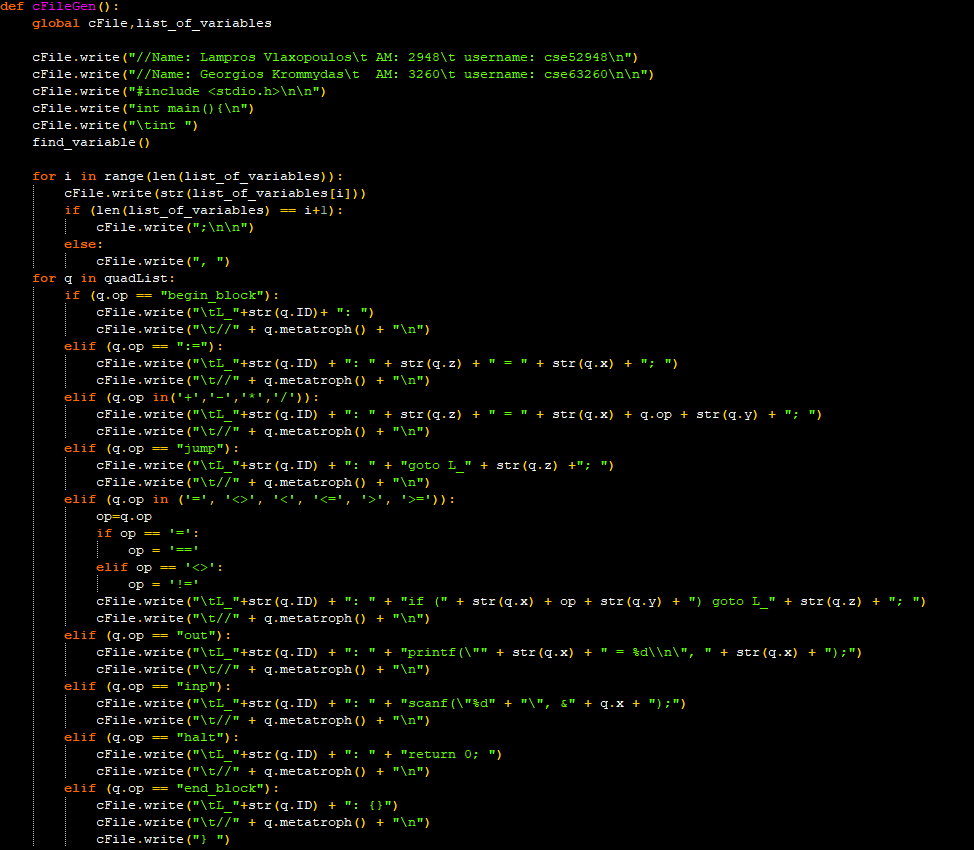 def cFileGen():
    global cFile,list_of_variables

    cFile.write("//Name: Lampros Vlaxopoulos\t AM: 2948\t username: cse52948\n")
    cFile.write("//Name: Georgios Krommydas\t  AM: 3260\t username: cse63260\n\n")
    cFile.write("#include <stdio.h>\n\n")
    cFile.write("int main(){\n")
    cFile.write("\tint ")
    find_variable()

    for i in range(len(list_of_variables)):
        cFile.write(str(list_of_variables[i]))
        if (len(list_of_variables) == i+1):
            cFile.write(";\n\n")
        else:
            cFile.write(", ")
    for q in quadList:
        if (q.op == "begin_block"):
            cFile.write("\tL_"+str(q.ID)+ ": ")
            cFile.write("\t//" + q.metatroph() + "\n")
        elif (q.op == ":="):
            cFile.write("\tL_"+str(q.ID) + ": " + str(q.z) + " = " + str(q.x) + "; ")
            cFile.write("\t//" + q.metatroph() + "\n")
        elif (q.op in('+','-','*','/')):
            cFile.write("\tL_"+str(q.ID) + ": " + str(q.z) + " = " + str(q.x) + q.op + str(q.y) + "; ")
            cFile.write("\t//" + q.metatroph() + "\n")
        elif (q.op == "jump"):
            cFile.write("\tL_"+str(q.ID) + ": " + "goto L_" + str(q.z) +"; ")
            cFile.write("\t//" + q.metatroph() + "\n")
        elif (q.op in ('=', '<>', '<', '<=', '>', '>=')):
            op=q.op
            if op == '=':
                op = '=='
            elif op == '<>':
                op = '!='
            cFile.write("\tL_"+str(q.ID) + ": " + "if (" + str(q.x) + op + str(q.y) + ") goto L_" + str(q.z) + "; ")
            cFile.write("\t//" + q.metatroph() + "\n")
        elif (q.op == "out"):
            cFile.write("\tL_"+str(q.ID) + ": " + "printf(\"" + str(q.x) + " = %d\\n\", " + str(q.x) + ");")
            cFile.write("\t//" + q.metatroph() + "\n")
        elif (q.op == "inp"):
            cFile.write("\tL_"+str(q.ID) + ": " + "scanf(\"%d" + "\", &" + q.x + ");")
            cFile.write("\t//" + q.metatroph() + "\n")
        elif (q.op == "halt"):
            cFile.write("\tL_"+str(q.ID) + ": " + "return 0; ")
            cFile.write("\t//" + q.metatroph() + "\n")
        elif (q.op == "end_block"):
            cFile.write("\tL_"+str(q.ID) + ": {}")
            cFile.write("\t//" + q.metatroph() + "\n")
            cFile.write("} ")